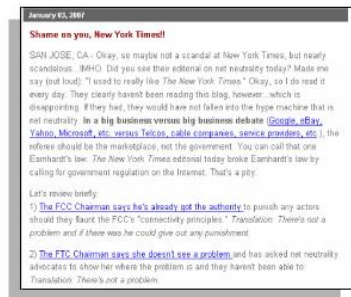 January 03, 2007
Shame on you, New York Times!!
SAN JOSE, CA - Okay, so maybe not a scandal at New York Times, but nearly
scandalous...IMHO. Did you see their editorial on net neutrality today? Made me
say (out loud): "I used to really like The New York Times." Okay, so I do read it
every day. They clearly haven't been reading this blog, however...which is
disappointing. If they had, they would have not fallen into the hype machine that is
net neutrality. In a big business versus big business debate (Google, eBay,
Yahoo, Microsoft, etc. versus Telcos, cable companies, service providers, etc.), the
referee should be the marketplace, not the government. You can call that one
Earnhardt's law. The New York Times editorial today broke Earnhardt's law by
calling for government regulation on the Internet. That's a pity.
Let's review briefly:
1) The FCC Chairman says he's already got the authority to punish any actors
should they flaunt the FCC's "connectivity principles." Translation: There's not a
problem and if there was he could give out any punishment.
2) The FTC Chairman says she doesn't see a problem and has asked net neutrality
advocates to show her where the problem is and they haven't been able to.
Translation: There's not a problem.